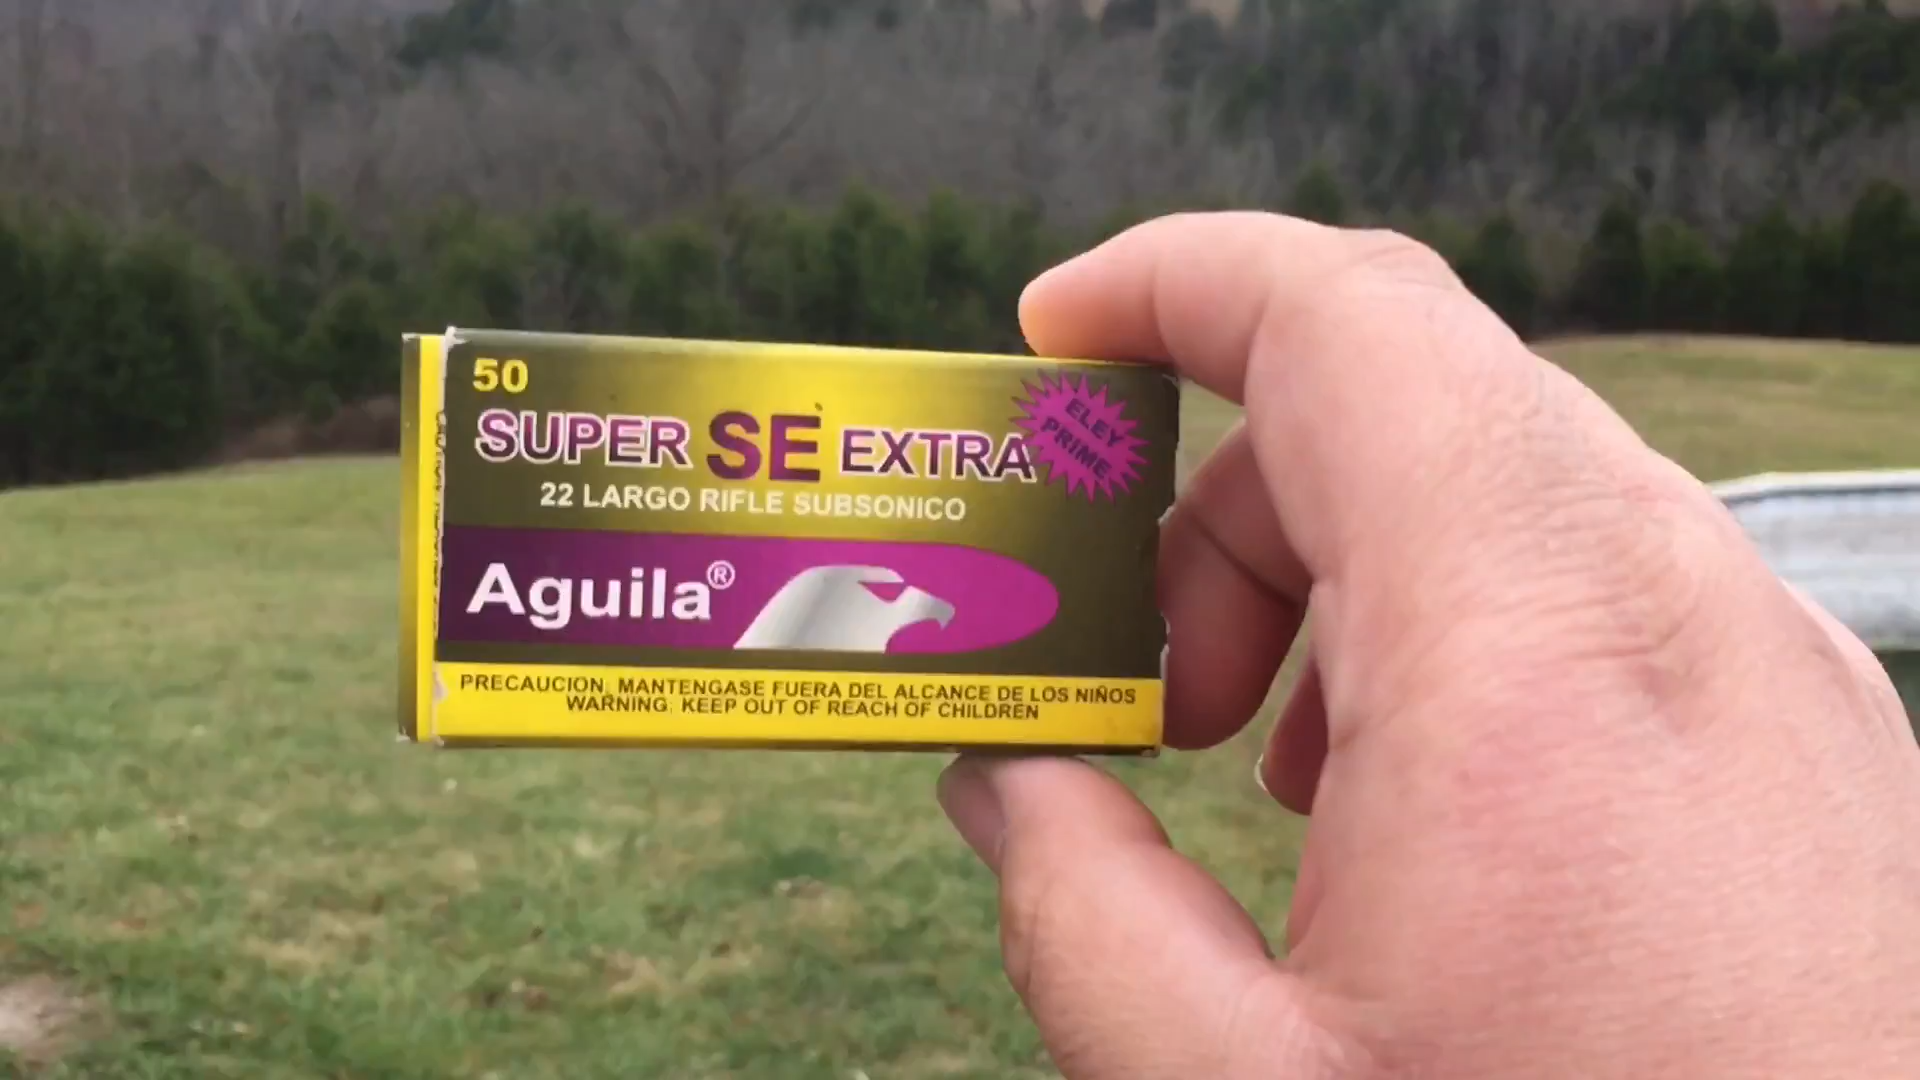 50
SUPER SE EXTRA
ELEY
PRIME
22 LARGO RIFLE SUBSONICO
Aguila®
PRECAUCION: MANTENGASE FUERA DEL ALCANCE DE LOS NIÑOS
WARNING: KEEP OUT OF REACH OF CHILDREN